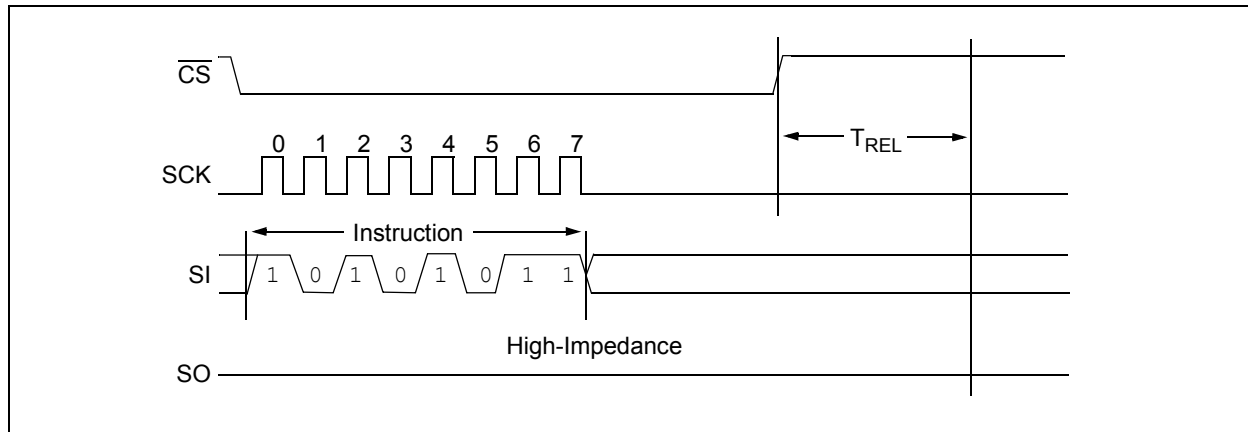 CS
0 1 2 3 4 5 6 7
T_REL
SCK
Instruction
SI
1 0 1 0 1 0 1 1
High-Impedance
SO